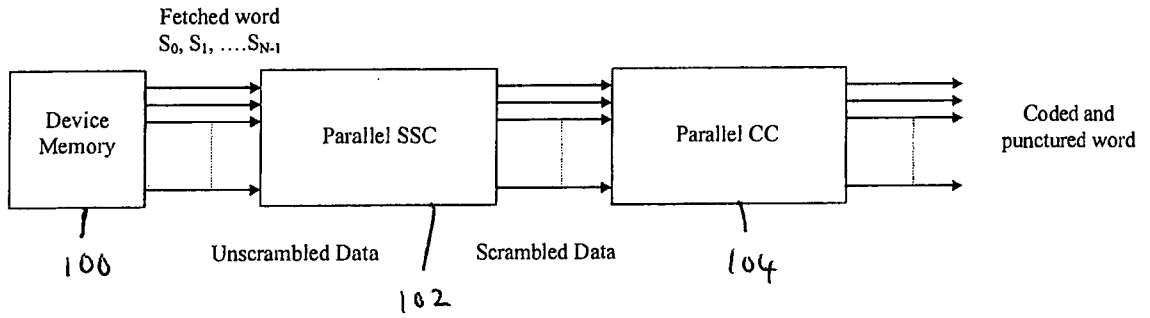 Fetched word
S0, S1, ....SN-1
Device
Memory
Parallel SSC
Parallel CC
Coded and
punctured word
Unscrambled Data
Scrambled Data
100
102
104